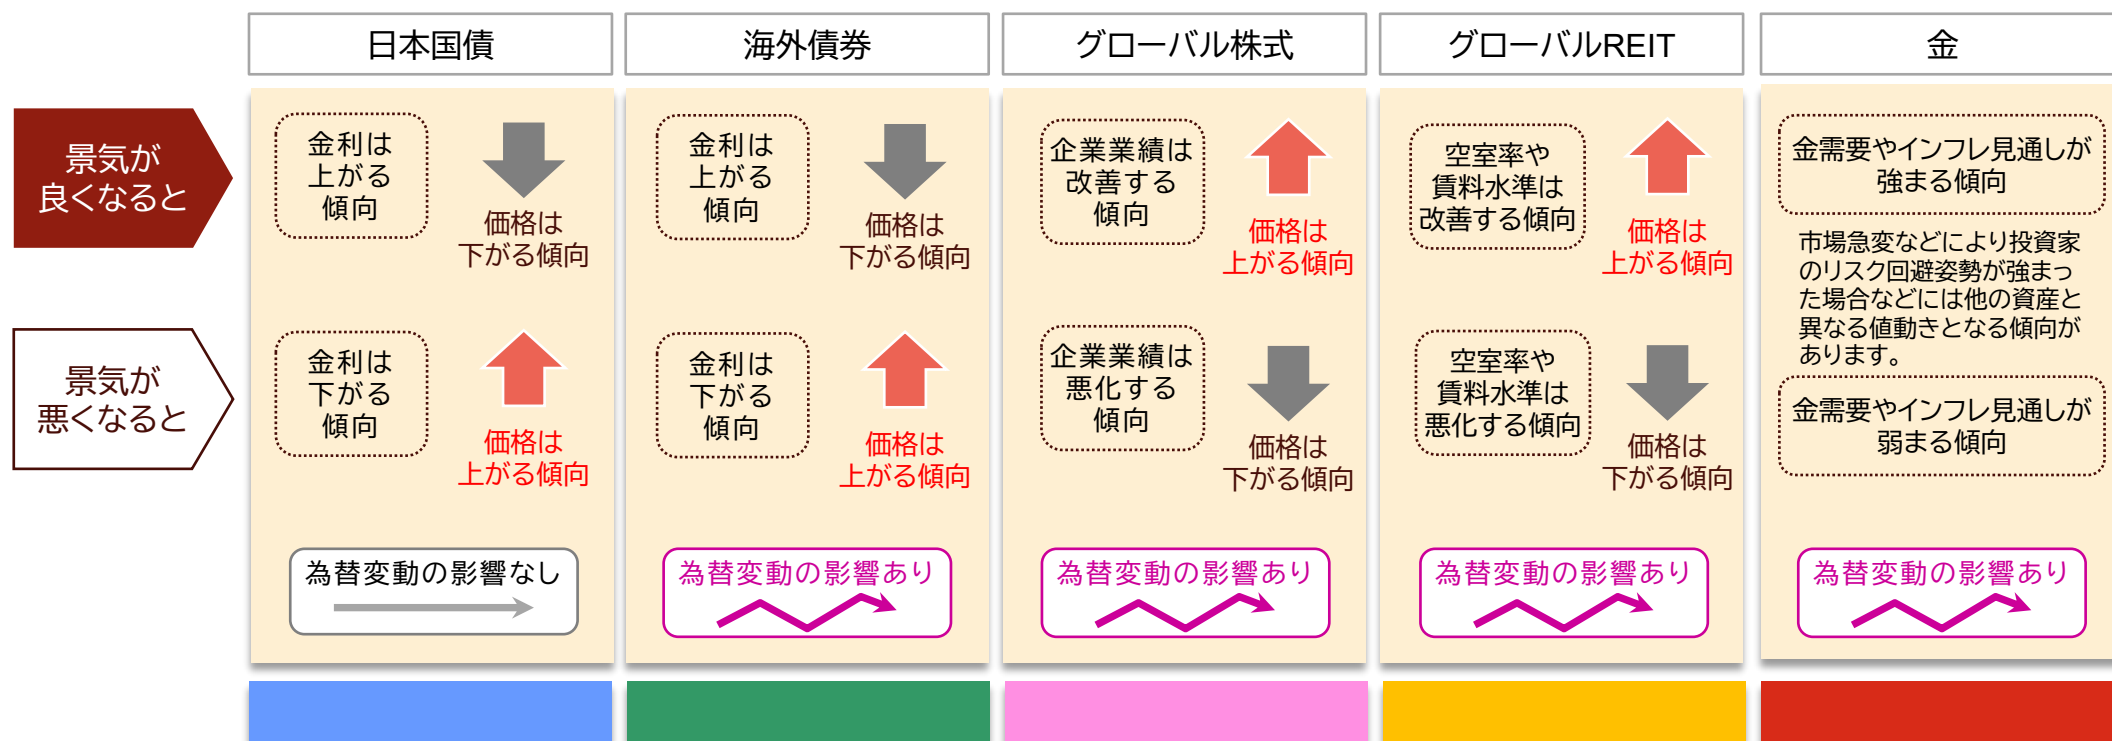 日本国債
海外債券
グローバル株式
グローバルREIT
金
景気が
良くなると
金利は
上がる
傾向
価格は
下がる傾向
金利は
上がる
傾向
価格は
下がる傾向
企業業績は
改善する
傾向
価格は
上がる傾向
空室率や
賃料水準は
改善する傾向
価格は
上がる傾向
金需要やインフレ見通しが
強まる傾向
市場急変などにより投資家
のリスク回避姿勢が強まっ
た場合などには他の資産と
異なる値動きとなる傾向が
あります。
景気が
悪くなると
金利は
下がる
傾向
価格は
上がる傾向
金利は
下がる
傾向
価格は
上がる傾向
企業業績は
悪化する
傾向
価格は
下がる傾向
空室率や
賃料水準は
悪化する傾向
価格は
下がる傾向
金需要やインフレ見通しが
弱まる傾向
為替変動の影響なし
為替変動の影響あり
為替変動の影響あり
為替変動の影響あり
為替変動の影響あり